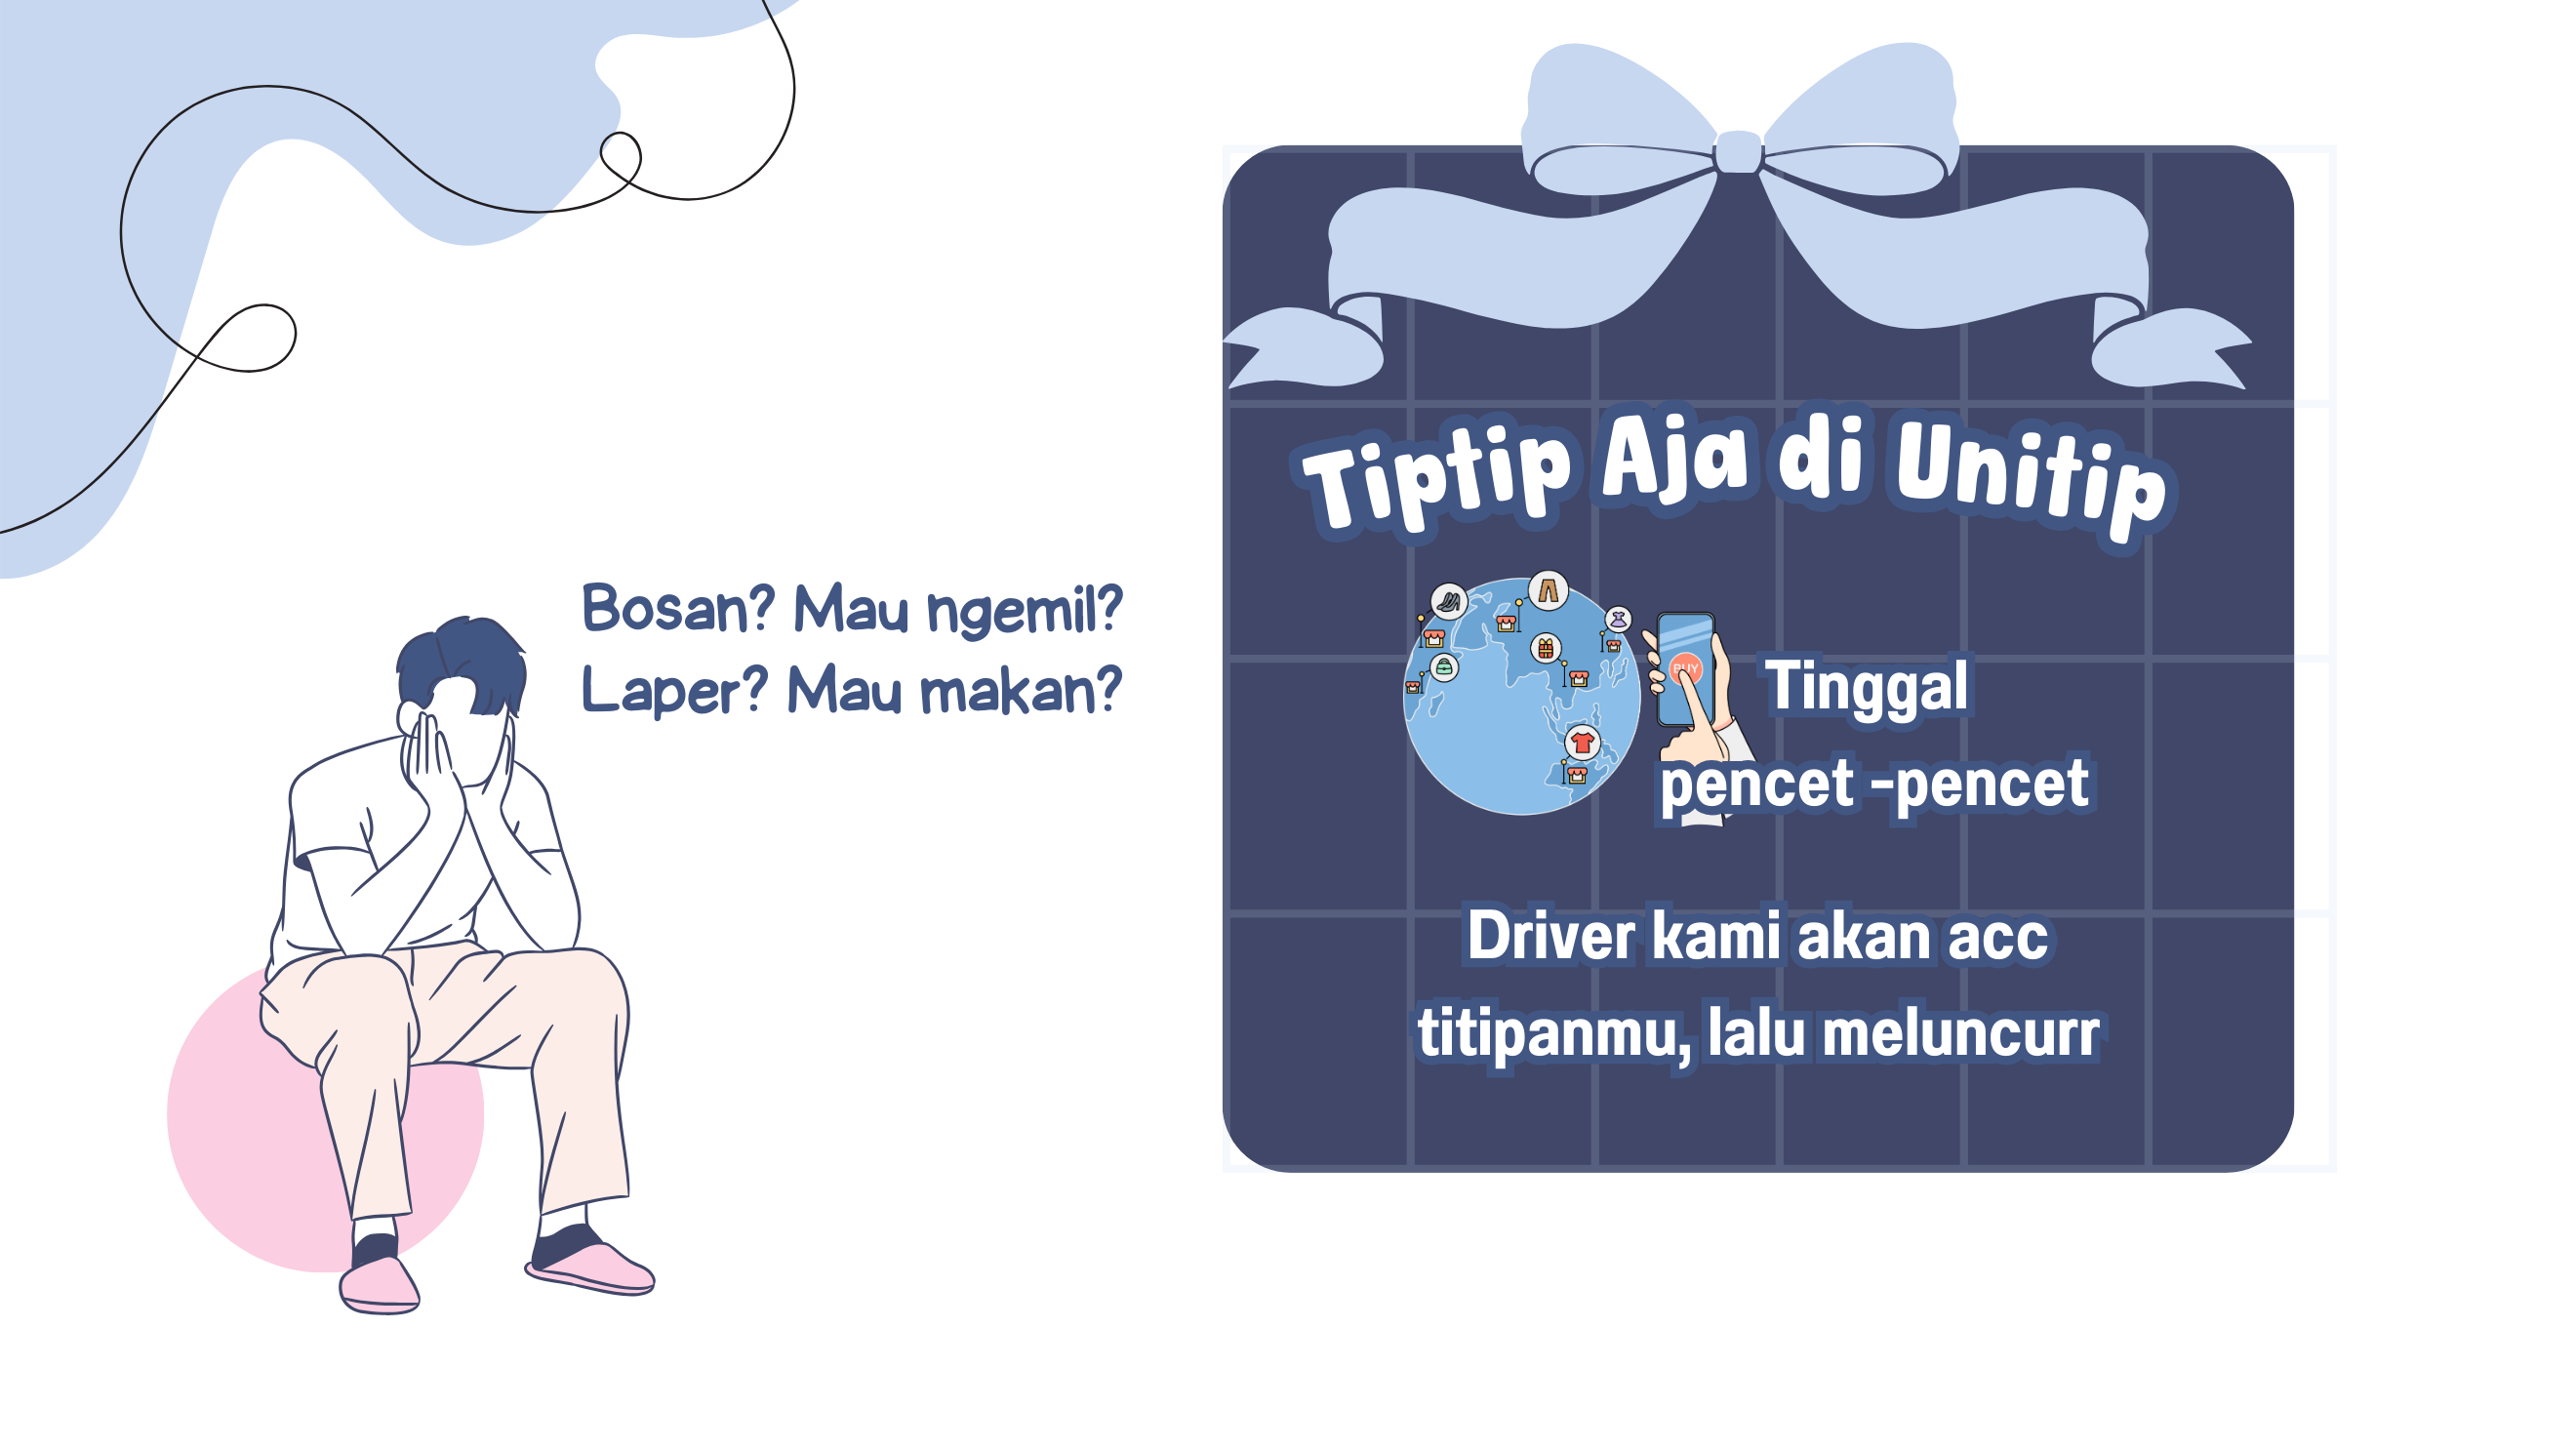 Bosan? Mau ngemil?
Laper? Mau makan?
Tiptip Aja di Unitip
BUY
Tinggal
pencet -pencet
Driver kami akan acc
titipanmu, lalu meluncurr